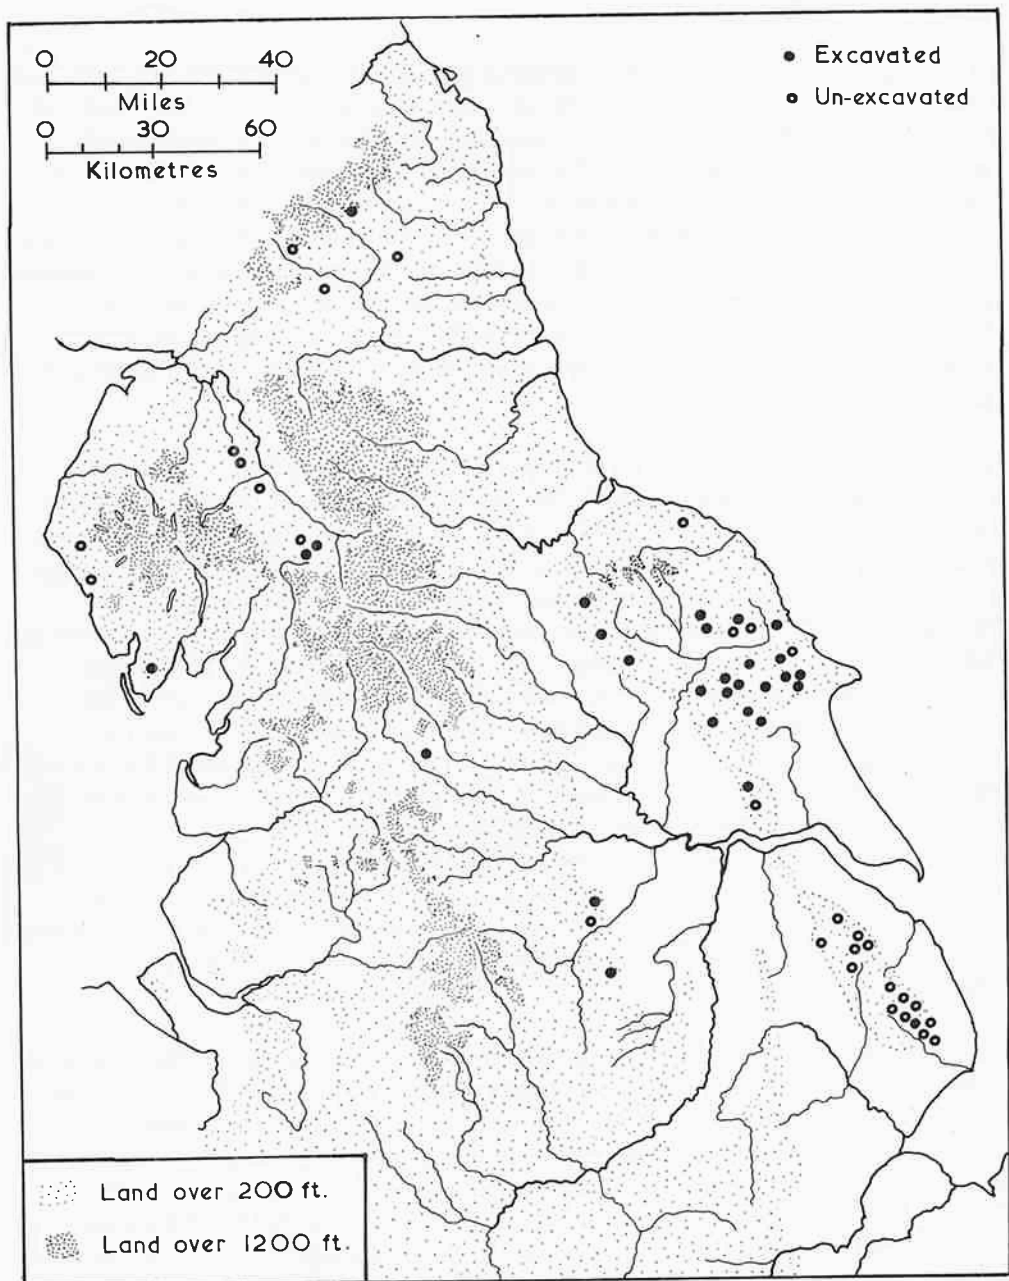 0 20 40
Miles
0 30 60
Kilometres
Excavated
Un-excavated
Land over 200 ft.
Land over 1200 ft.